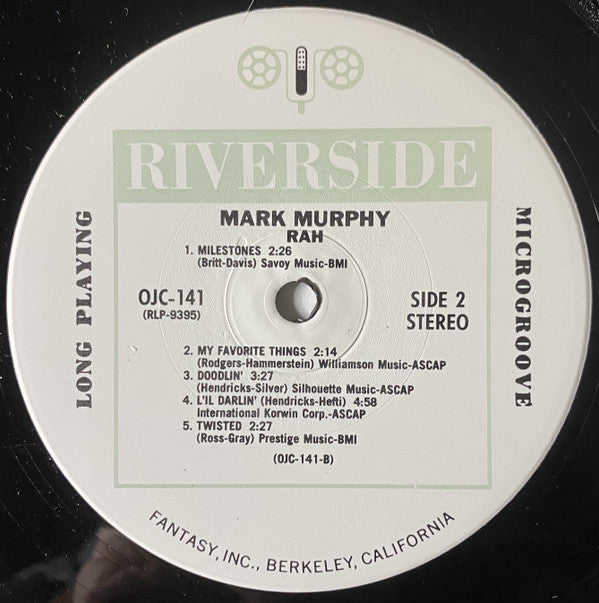 RIVERSIDE
MARK MURPHY
RAH
1. MILESTONES 2:26
(Britt-Davis) Savoy Music-BMI
OJC-141
(RLP-9395)
SIDE 2
STEREO
2. MY FAVORITE THINGS 2:14
(Rodgers-Hammerstein) Williamson Music-ASCAP
3. DOODLIN' 3:27
(Hendricks-Silver) Silhouette Music-ASCAP
4. L'IL DARLIN' (Hendricks-Hefti) 4:58
International Korwin Corp.-ASCAP
5. TWISTED 2:27
(Ross-Gray) Prestige Music-BMI
(OJC-141-B)
LONG PLAYING
MICROGROOVE
FANTASY, INC., BERKELEY, CALIFORNIA